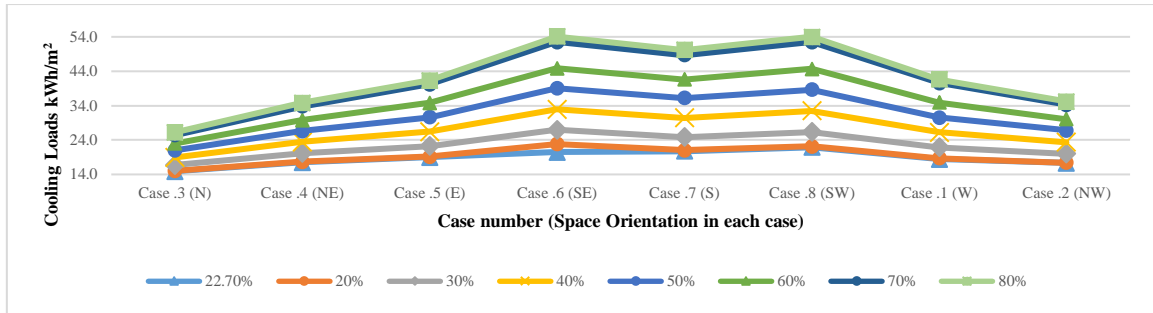 Cooling Loads kWh/m²
54.0
44.0
34.0
24.0
14.0
Case .3 (N) Case .4 (NE) Case .5 (E) Case .6 (SE) Case .7 (S) Case .8 (SW) Case .1 (W) Case .2 (NW)
Case number (Space Orientation in each case)
22.70% 20% 30% 40% 50% 60% 70% 80%